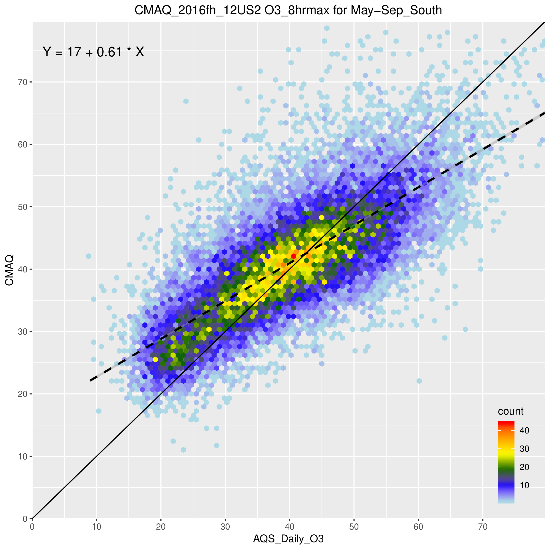 CMAQ_2016fh_12US2 O3_8hrmax for May−Sep_South
Y = 17 + 0.61 * X
70
60
50
40
30
20
10
0
CMAQ
count
40
30
20
10
0 10 20 30 40 50 60 70
AQS_Daily_O3